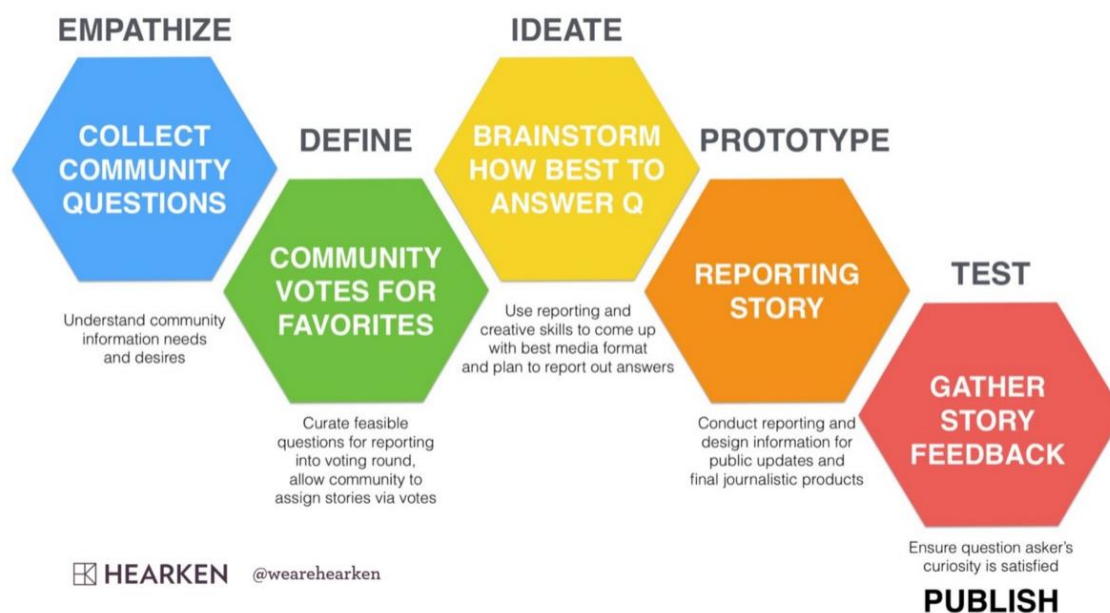 EMPATHIZE
COLLECT
COMMUNITY
QUESTIONS
Understand community
information needs
and desires
DEFINE
COMMUNITY
VOTES FOR
FAVORITES
Curate feasible
questions for reporting
into voting round,
allow community to
assign stories via votes
IDEATE
BRAINSTORM
HOW BEST TO
ANSWER Q
Use reporting and
creative skills to come up
with best media format
and plan to report out answers
PROTOTYPE
REPORTING
STORY
Conduct reporting and
design information for
public updates and
final journalistic products
TEST
GATHER
STORY
FEEDBACK
Ensure question asker's
curiosity is satisfied
PUBLISH
HEARKEN @wearehearken